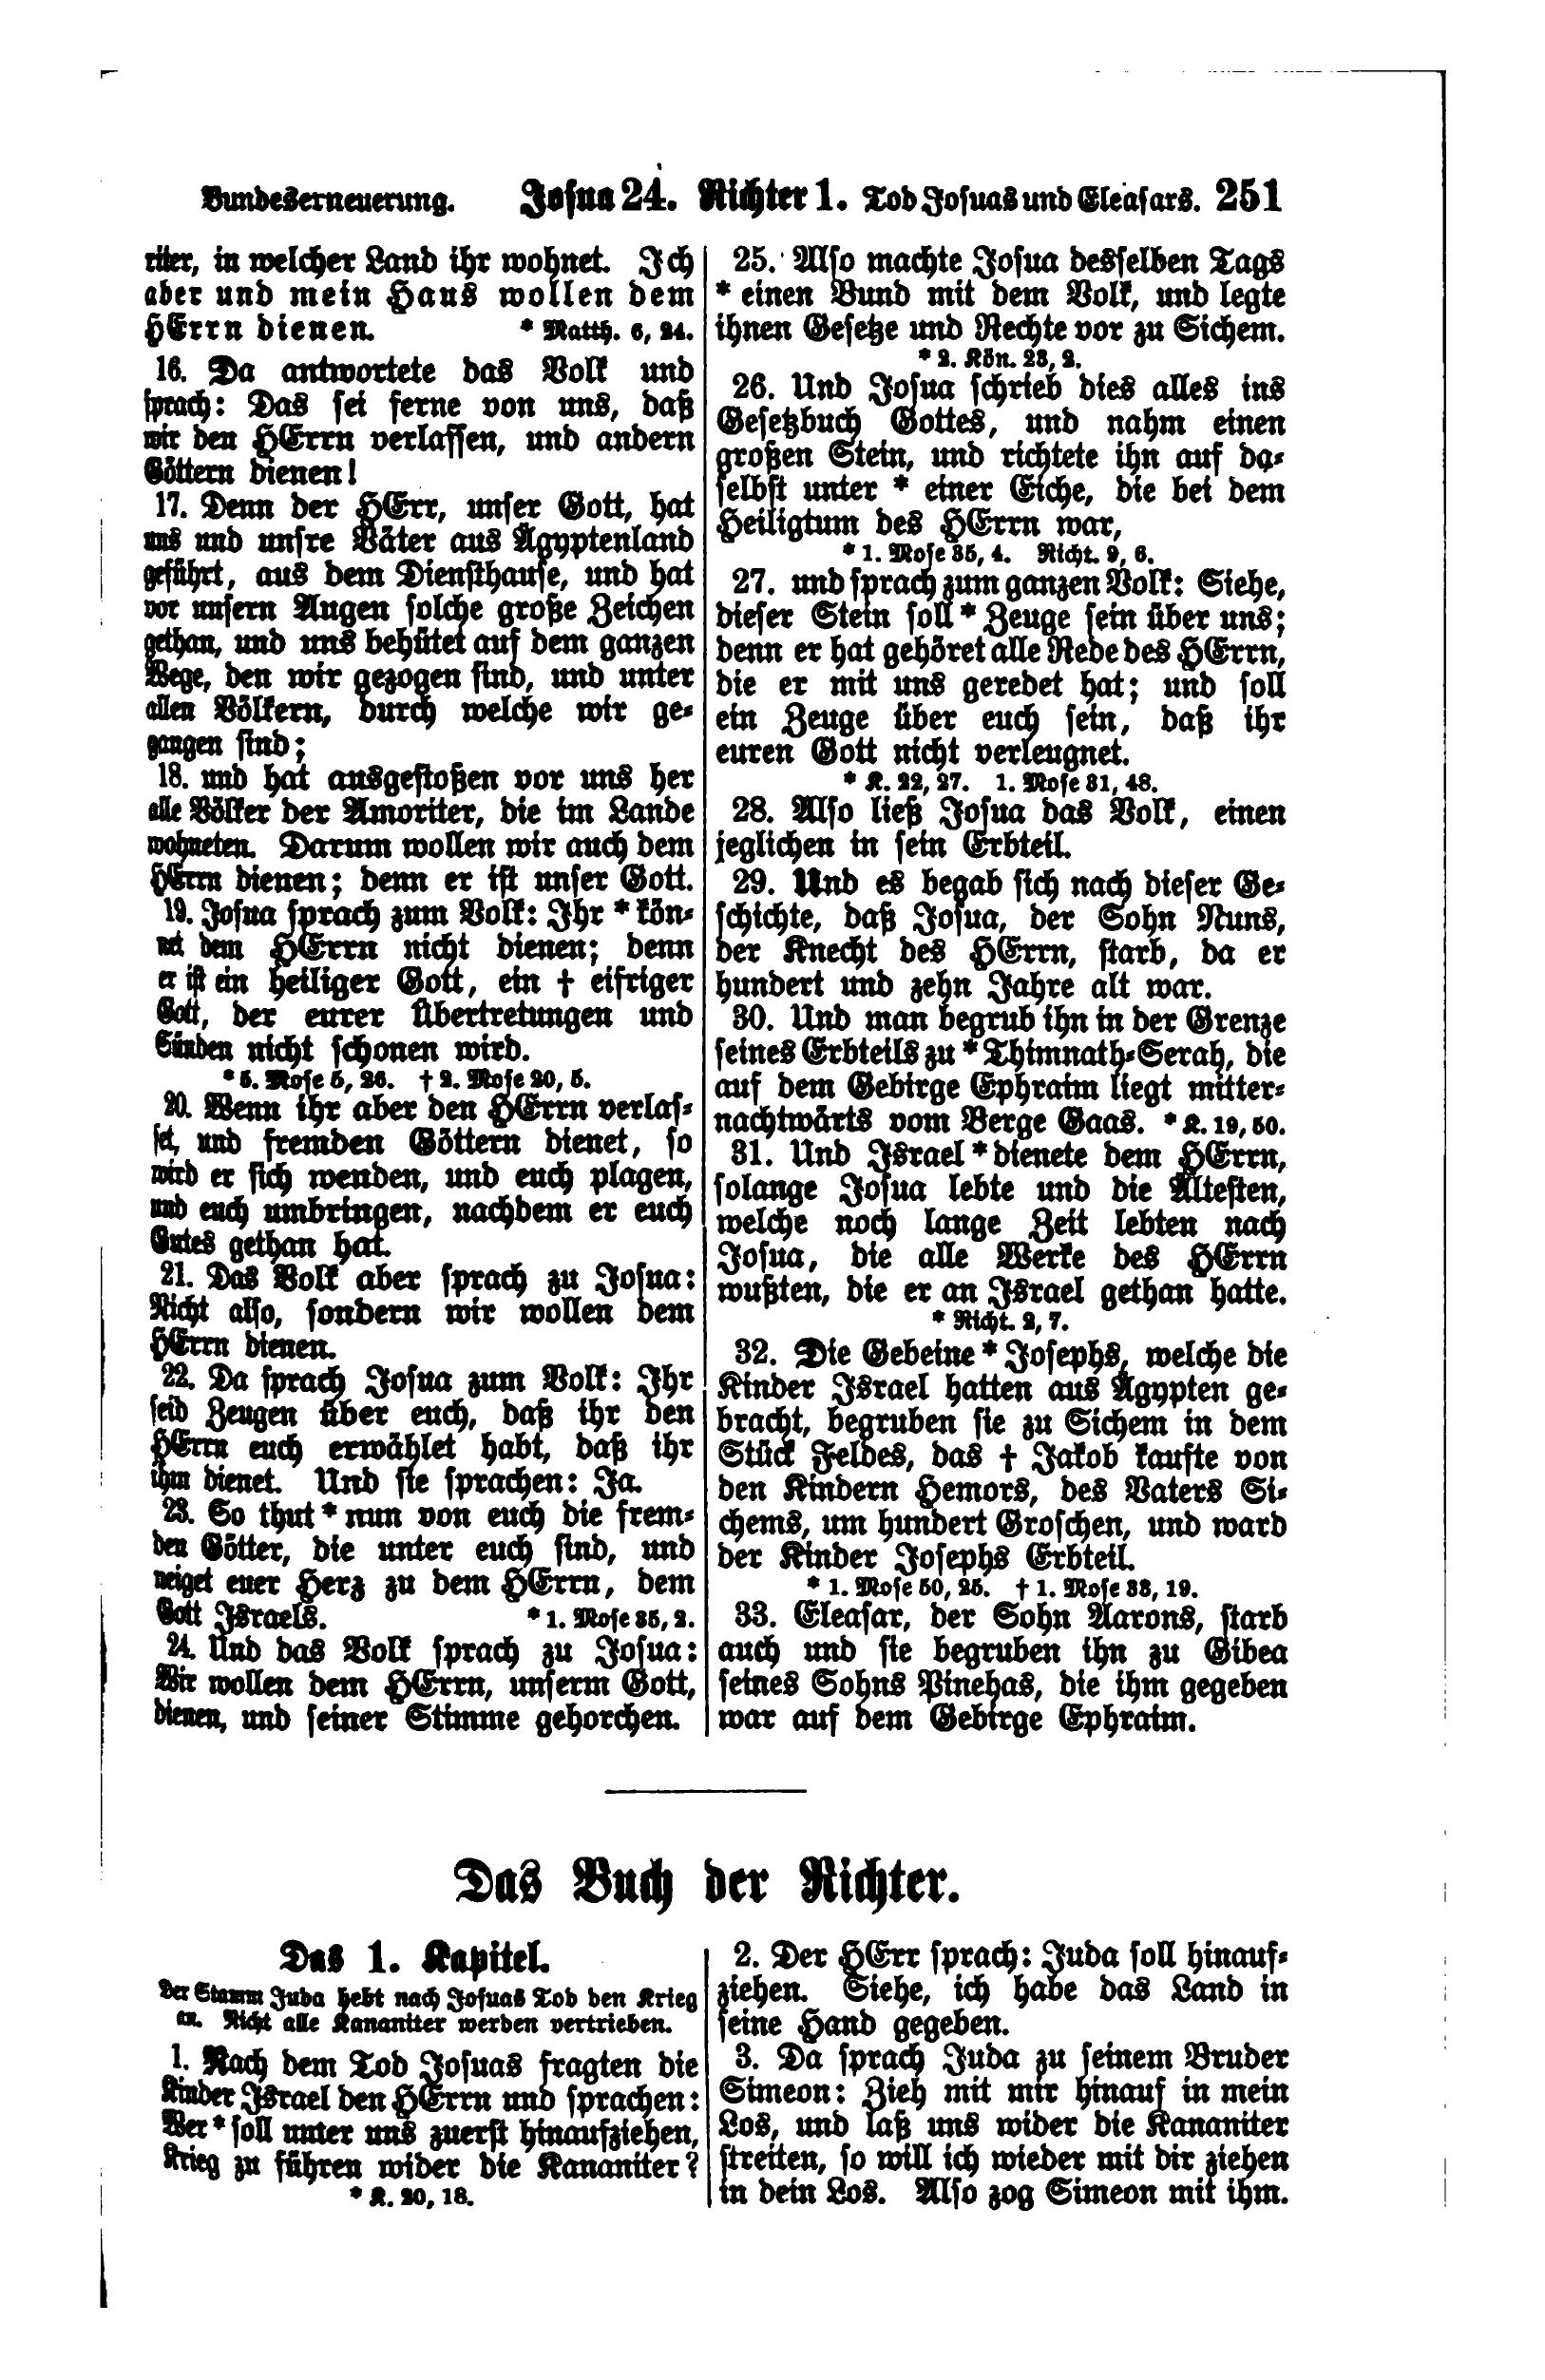 Bundeserneuerung. Josua 24. Richter 1. Tod Josuas und Eleasars. 251
riter, in welcher Land ihr wohnet. Ich
aber und mein Haus wollen dem
HErrn dienen. * Matth. 6, 24.
16. Da antwortete das Volk und
sprach: Das sei ferne von uns, daß
wir den HErrn verlassen, und andern
Göttern dienen!
17. Denn der HErr, unser Gott, hat
uns und unsre Väter aus Ägyptenland
geführt, aus dem Diensthause, und hat
vor unsern Augen solche große Zeichen
gethan, und uns behütet auf dem ganzen
Wege, den wir gezogen sind, und unter
allen Völkern, durch welche wir ge-
gangen sind;
18. und hat ausgestoßen vor uns her
alle Völker der Amoriter, die im Lande
wohneten. Darum wollen wir auch dem
HErrn dienen; denn er ist unser Gott.
19. Josua sprach zum Volk: Ihr * kön-
net dem HErrn nicht dienen; denn
er ist ein heiliger Gott, ein † eifriger
Gott, der eurer Übertretungen und
Sünden nicht schonen wird.
* 5. Mose 5, 26. † 2. Mose 20, 5.
20. Wenn ihr aber den HErrn verlas-
set, und fremden Göttern dienet, so
wird er sich wenden, und euch plagen,
und euch umbringen, nachdem er euch
Gutes gethan hat.
21. Das Volk aber sprach zu Josua:
Nicht also, sondern wir wollen dem
HErrn dienen.
22. Da sprach Josua zum Volk: Ihr
seid Zeugen über euch, daß ihr den
HErrn euch erwählet habt, daß ihr
ihm dienet. Und sie sprachen: Ja.
23. So thut * nun von euch die frem-
den Götter, die unter euch sind, und
neiget euer Herz zu dem HErrn, dem
Gott Israels. * 1. Mose 35, 2.
24. Und das Volk sprach zu Josua:
Wir wollen dem HErrn, unserm Gott,
dienen, und seiner Stimme gehorchen.
25. Also machte Josua desselben Tags
* einen Bund mit dem Volk, und legte
ihnen Gesetze und Rechte vor zu Sichem.
* 2. Kön. 23, 2.
26. Und Josua schrieb dies alles ins
Gesetzbuch Gottes, und nahm einen
großen Stein, und richtete ihn auf da-
selbst unter * einer Eiche, die bei dem
Heiligtum des HErrn war,
* 1. Mose 35, 4. Richt. 9, 6.
27. und sprach zum ganzen Volk: Siehe,
dieser Stein soll * Zeuge sein über uns;
denn er hat gehöret alle Rede des HErrn,
die er mit uns geredet hat; und soll
ein Zeuge über euch sein, daß ihr
euren Gott nicht verleugnet.
* K. 22, 27. 1. Mose 31, 48.
28. Also ließ Josua das Volk, einen
jeglichen in sein Erbteil.
29. Und es begab sich nach dieser Ge-
schichte, daß Josua, der Sohn Nuns,
der Knecht des HErrn, starb, da er
hundert und zehn Jahre alt war.
30. Und man begrub ihn in der Grenze
seines Erbteils zu * Thimnath-Serah, die
auf dem Gebirge Ephraim liegt mitter-
nachtwärts vom Berge Gaas. * K. 19, 50.
31. Und Israel * dienete dem HErrn,
solange Josua lebte und die Ältesten,
welche noch lange Zeit lebten nach
Josua, die alle Werke des HErrn
wußten, die er an Israel gethan hatte.
* Richt. 2, 7.
32. Die Gebeine * Josephs, welche die
Kinder Israel hatten aus Ägypten ge-
bracht, begruben sie zu Sichem in dem
Stück Feldes, das † Jakob kaufte von
den Kindern Hemors, des Vaters Si-
chems, um hundert Groschen, und ward
der Kinder Josephs Erbteil.
* 1. Mose 50, 25. † 1. Mose 33, 19.
33. Eleasar, der Sohn Aarons, starb
auch und sie begruben ihn zu Gibea
seines Sohns Pinehas, die ihm gegeben
war auf dem Gebirge Ephraim.
Das Buch der Richter.
Das 1. Kapitel.
Der Stamm Juda hebt nach Josuas Tod den Krieg
an. Nicht alle Kananiter werden vertrieben.
1. Nach dem Tod Josuas fragten die
Kinder Israel den HErrn und sprachen:
Wer * soll unter uns zuerst hinaufziehen,
Krieg zu führen wider die Kananiter?
* K. 20, 18.
2. Der HErr sprach: Juda soll hinauf-
ziehen. Siehe, ich habe das Land in
seine Hand gegeben.
3. Da sprach Juda zu seinem Bruder
Simeon: Zieh mit mir hinauf in mein
Los, und laß uns wider die Kananiter
streiten, so will ich wieder mit dir ziehen
in dein Los. Also zog Simeon mit ihm.